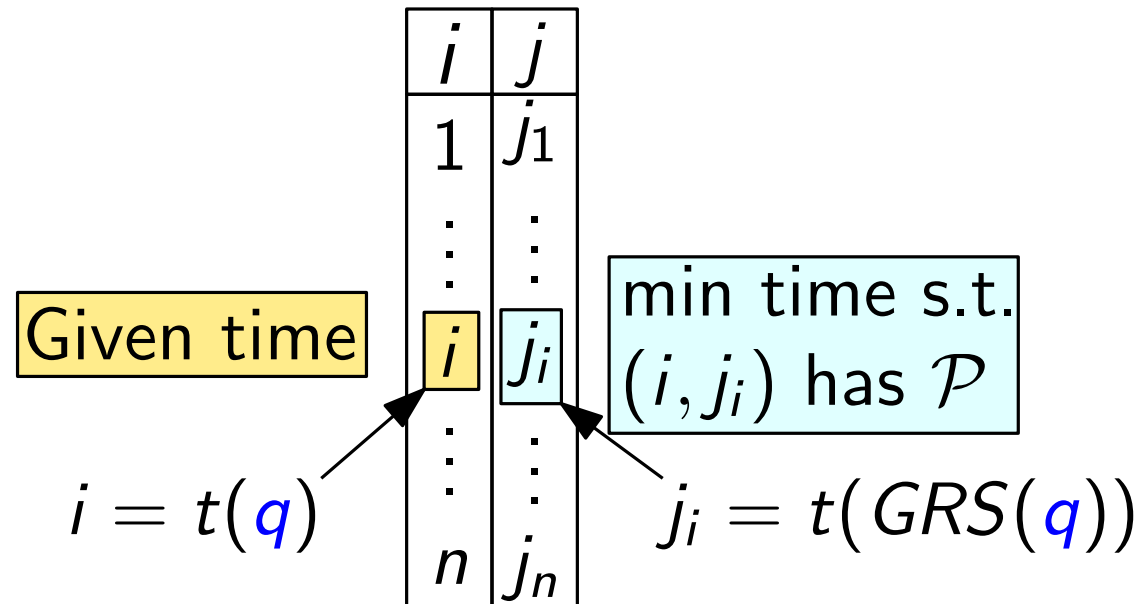 i j
1 j₁
⋮ ⋮
Given time
i jᵢ
min time s.t.
(i, jᵢ) has 𝒫
⋮ ⋮
i = t(q)
jᵢ = t(GRS(q))
n jₙ